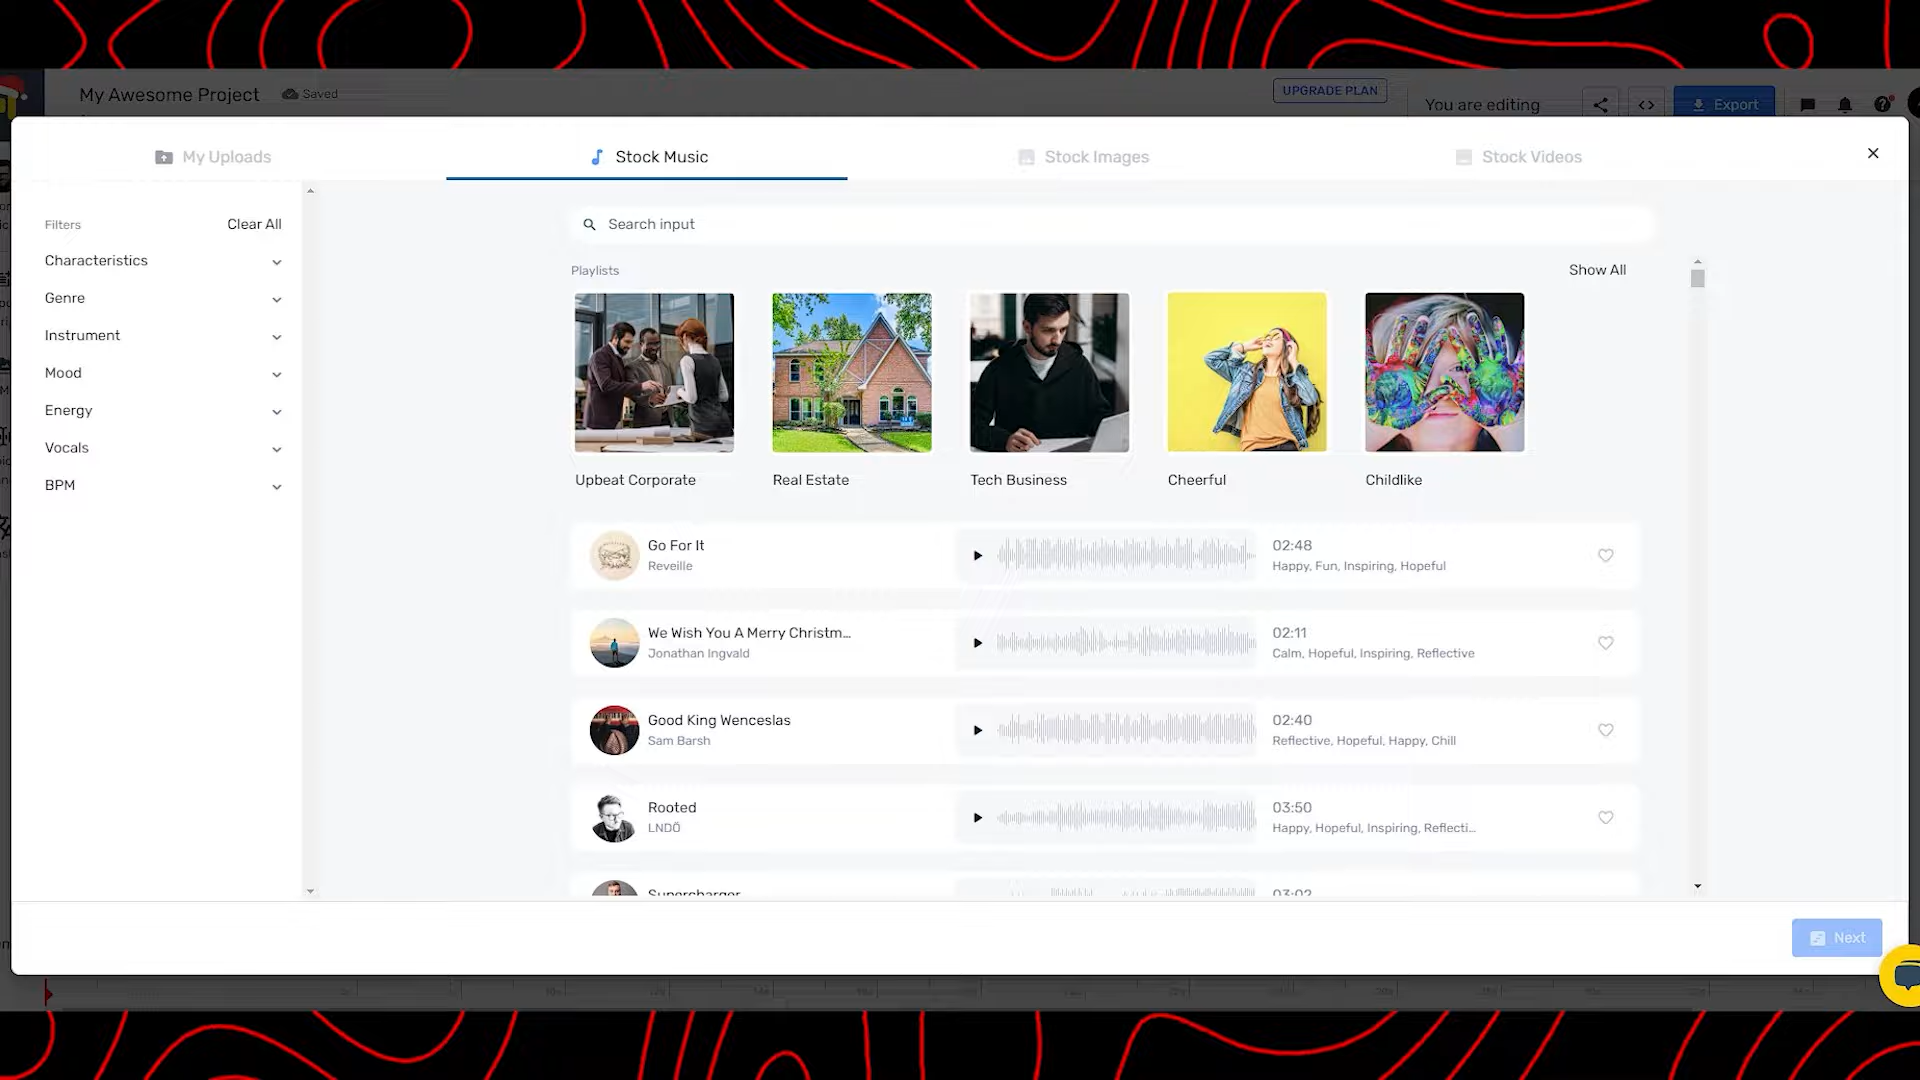 My Awesome Project
Saved
UPGRADE PLAN
You are editing
Export
My Uploads
Stock Music
Stock Images
Stock Videos
Filters
Clear All
Characteristics
Genre
Instrument
Mood
Energy
Vocals
BPM
Search input
Playlists
Show All
Upbeat Corporate
Real Estate
Tech Business
Cheerful
Childlike
Go For It
Reveille
02:48
Happy, Fun, Inspiring, Hopeful
We Wish You A Merry Christm...
Jonathan Ingvald
02:11
Calm, Hopeful, Inspiring, Reflective
Good King Wenceslas
Sam Barsh
02:40
Reflective, Hopeful, Happy, Chill
Rooted
LNDÖ
03:50
Happy, Hopeful, Inspiring, Reflecti...
Supercharger
03:02
Next